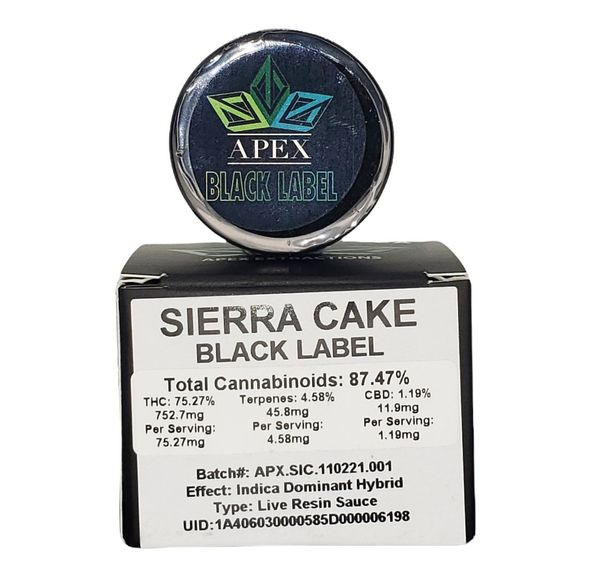 APEX
BLACK LABEL
APEX EXTRACTIONS
SIERRA CAKE
BLACK LABEL
Total Cannabinoids: 87.47%
THC: 75.27% Terpenes: 4.58% CBD: 1.19%
752.7mg 45.8mg 11.9mg
Per Serving: Per Serving: Per Serving:
75.27mg 4.58mg 1.19mg
Batch#: APX.SIC.110221.001
Effect: Indica Dominant Hybrid
Type: Live Resin Sauce
UID:1A406030000585D000006198